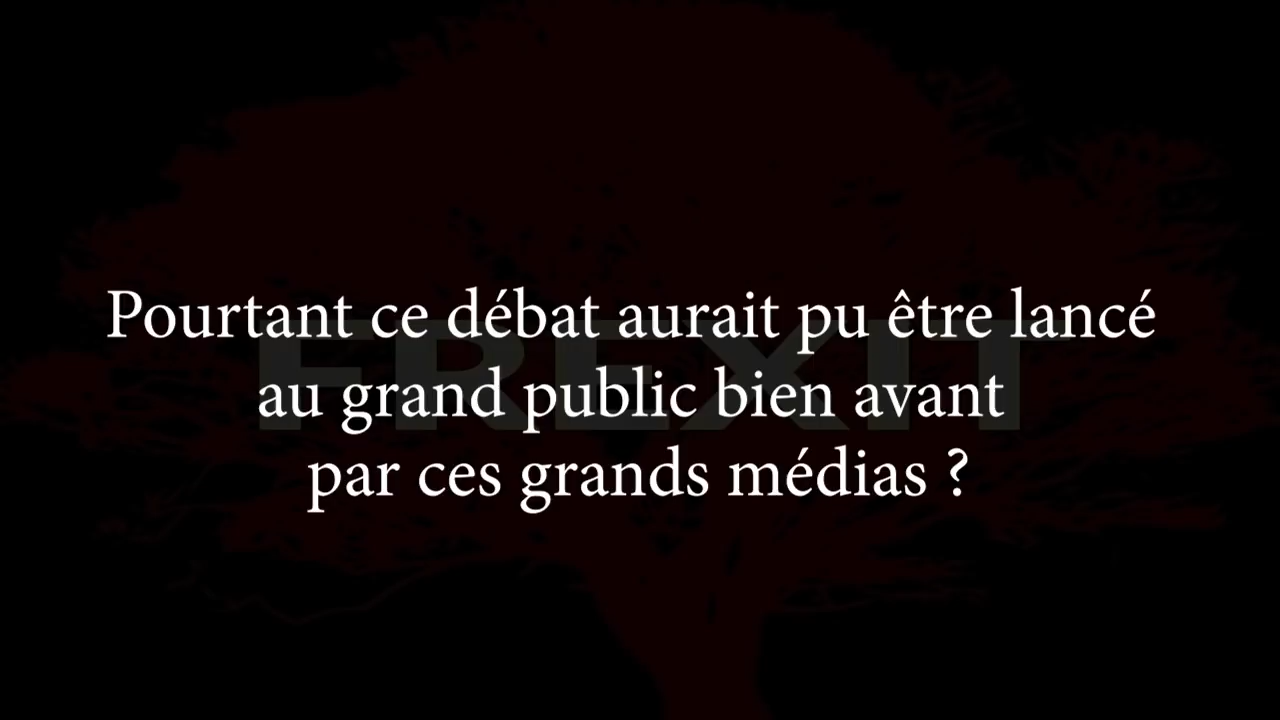 Pourtant ce débat aurait pu être lancé
FREXIT
au grand public bien avant
par ces grands médias ?